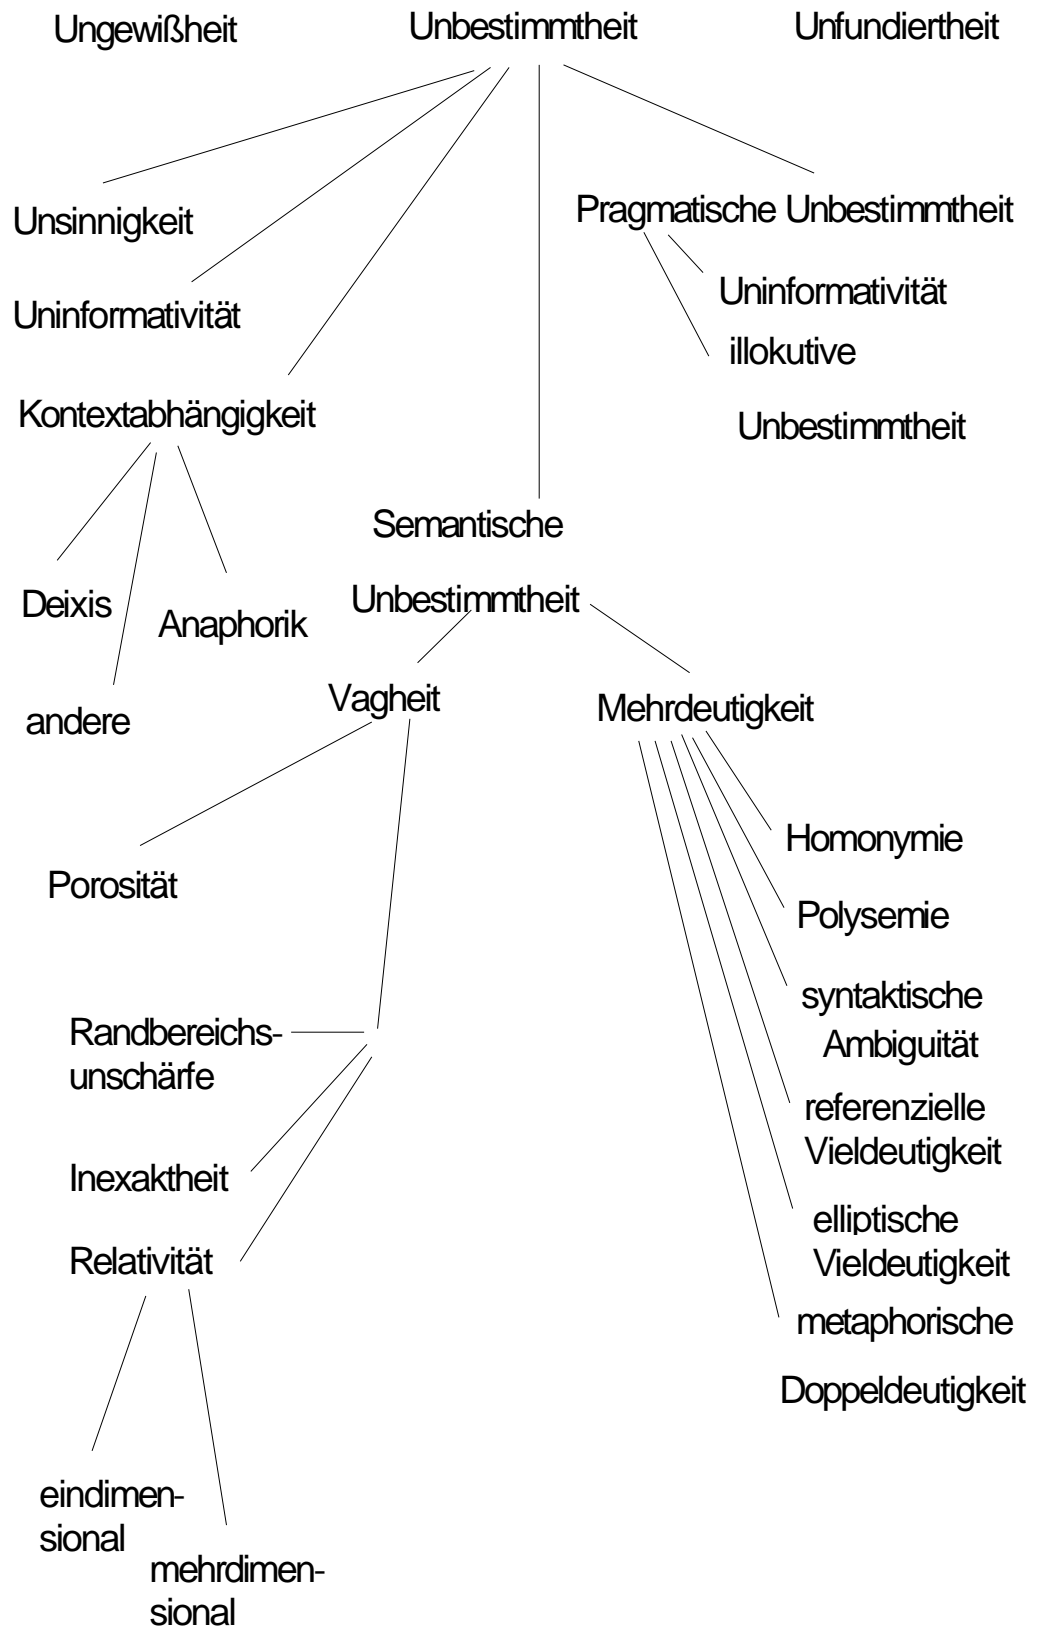 Ungewißheit
Unbestimmtheit
Unfundiertheit
Unsinnigkeit
Pragmatische Unbestimmtheit
Uninformativität
Uninformativität
illokutive
Kontextabhängigkeit
Unbestimmtheit
Semantische
Unbestimmtheit
Deixis
Anaphorik
andere
Vagheit
Mehrdeutigkeit
Homonymie
Porosität
Polysemie
syntaktische
Ambiguität
Randbereichs-
unschärfe
referenzielle
Vieldeutigkeit
Inexaktheit
elliptische
Vieldeutigkeit
Relativität
metaphorische
Doppeldeutigkeit
eindimen-
sional
mehrdimen-
sional